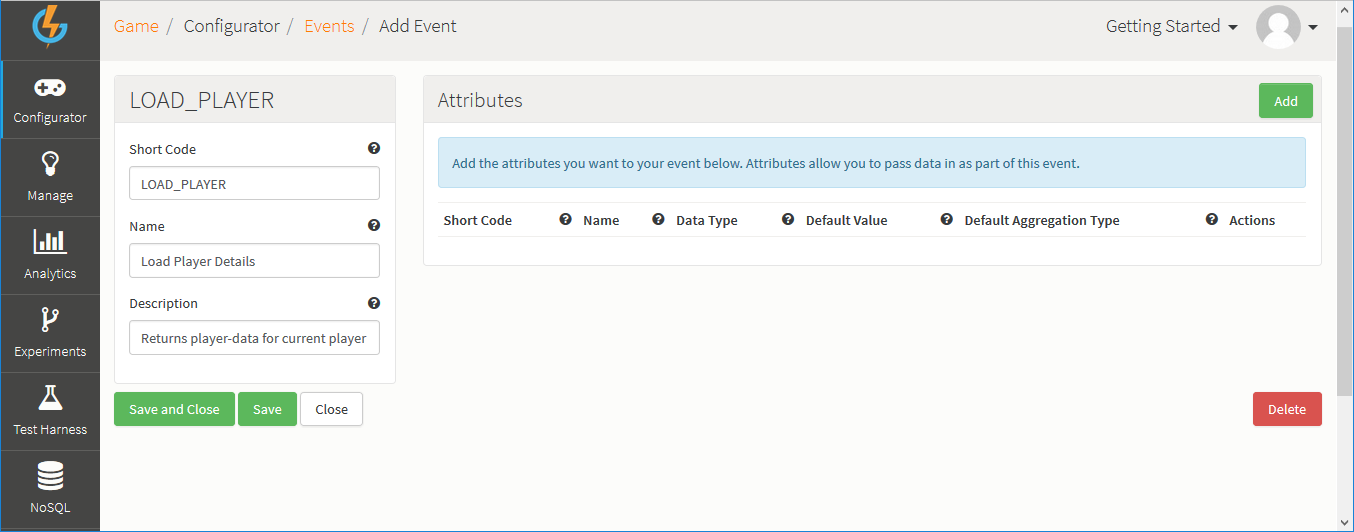 Game / Configurator / Events / Add Event
Getting Started
Configurator
Manage
Analytics
Experiments
Test Harness
NoSQL
LOAD_PLAYER
Short Code
LOAD_PLAYER
Name
Load Player Details
Description
Returns player-data for current player
Save and Close Save Close
Attributes
Add
Add the attributes you want to your event below. Attributes allow you to pass data in as part of this event.
Short Code Name Data Type Default Value Default Aggregation Type Actions
Delete